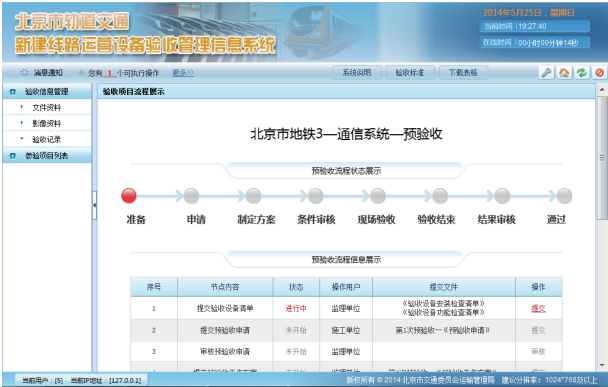 北京市轨道交通
新建线路运营设备验收管理信息系统
2014年5月25日，星期日
当前时间 | 19:27.40
在线时间 | 00小时00分钟14秒
消息通知 您有 1 个可执行操作 更多>>
系统说明 验收标准 下载表格
验收信息管理
文件资料
影像资料
验收记录
参验项目列表
验收项目流程展示
北京市地铁3—通信系统—预验收
预验收流程状态展示
准备 申请 制定方案 条件审核 现场验收 验收结束 结果审核 通过
预验收流程信息展示
序号 节点内容 状态 操作用户 提交文件 操作
1 提交验收设备清单 进行中 监理单位 《验收设备安装检查清单》 提交
《验收设备功能检查清单》
2 提交预验收申请 未开始 施工单位 第1次预验收--《预验收申请》 提交
3 审核预验收申请 未开始 监理单位 审核
当前用户：[5] 当前IP地址：[127.0.0.1]
版权所有 © 2014 北京市交通委员会运输管理局 建议分辨率：1024*768及以上